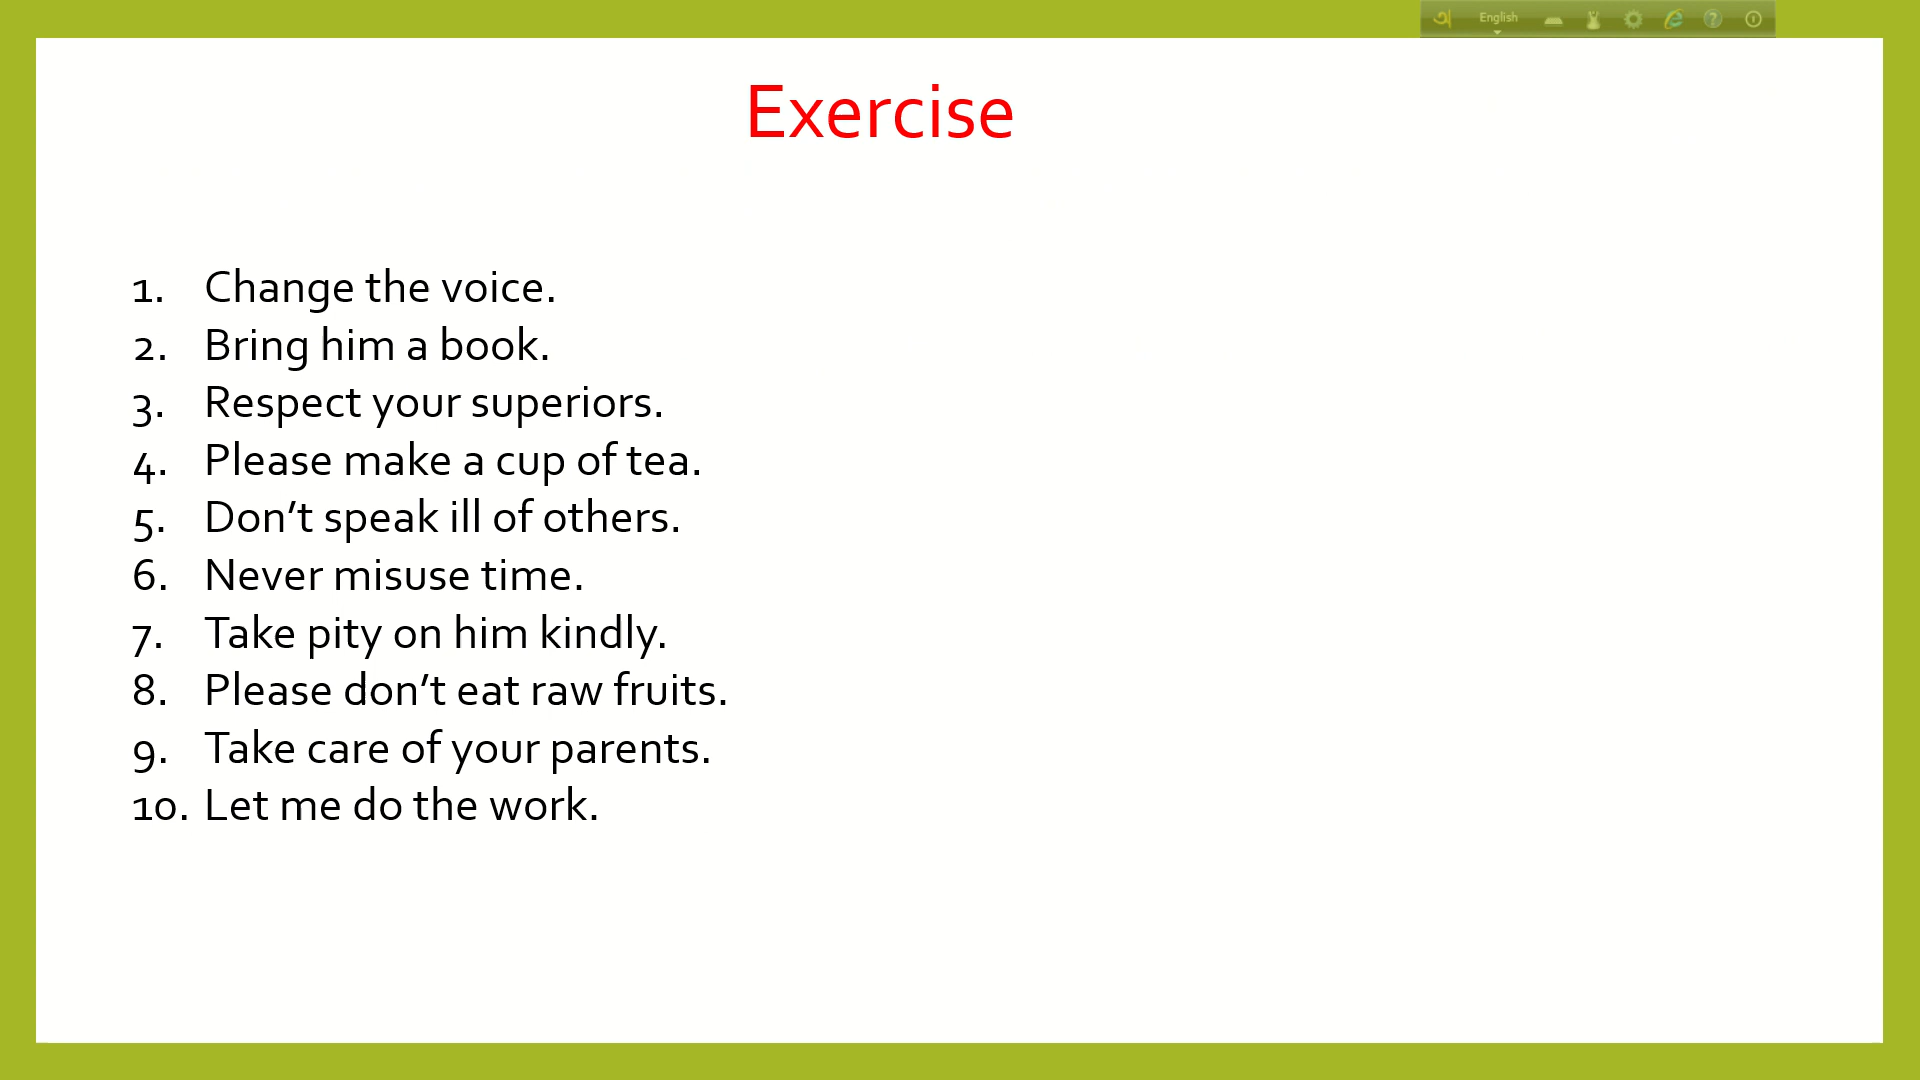 অ English
Exercise
1. Change the voice.
2. Bring him a book.
3. Respect your superiors.
4. Please make a cup of tea.
5. Don’t speak ill of others.
6. Never misuse time.
7. Take pity on him kindly.
8. Please don’t eat raw fruits.
9. Take care of your parents.
10. Let me do the work.